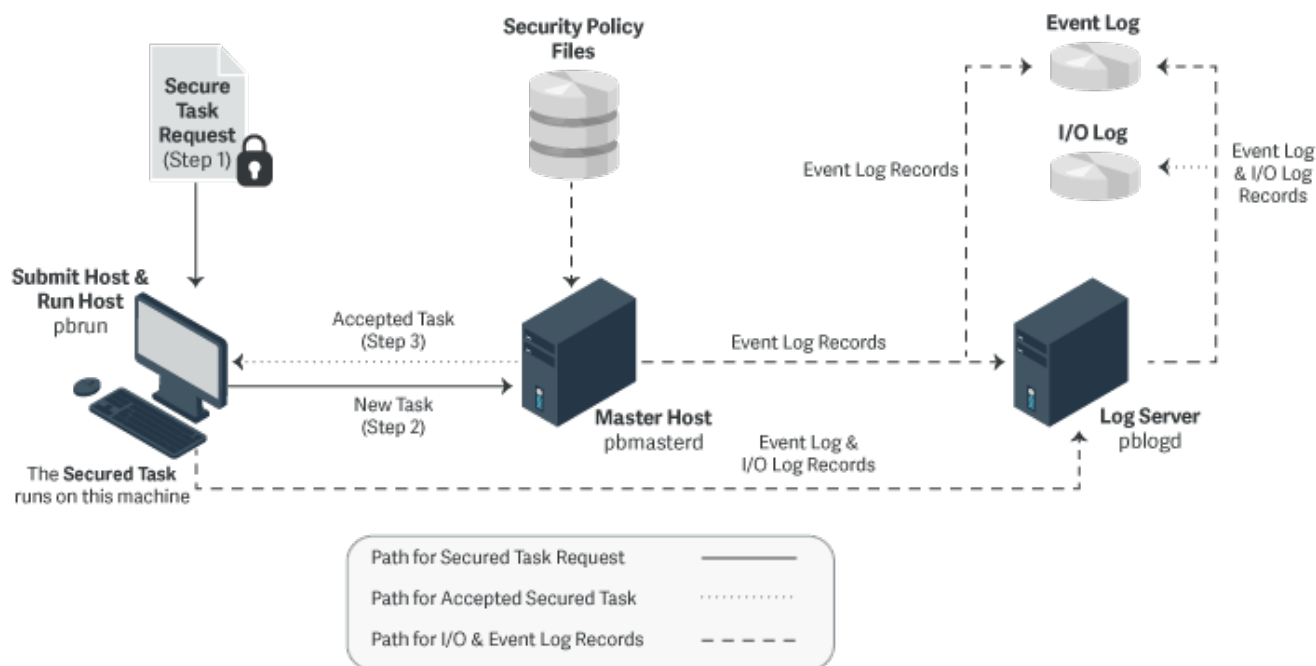 Secure
Task
Request
(Step 1)
Security Policy
Files
Event Log
I/O Log
Event Log Records
Event Log
& I/O Log
Records
Submit Host &
Run Host
pbrun
Accepted Task
(Step 3)
New Task
(Step 2)
The Secured Task
runs on this machine
Master Host
pbmasterd
Event Log Records
Event Log &
I/O Log Records
Log Server
pblogd
Path for Secured Task Request
Path for Accepted Secured Task
Path for I/O & Event Log Records